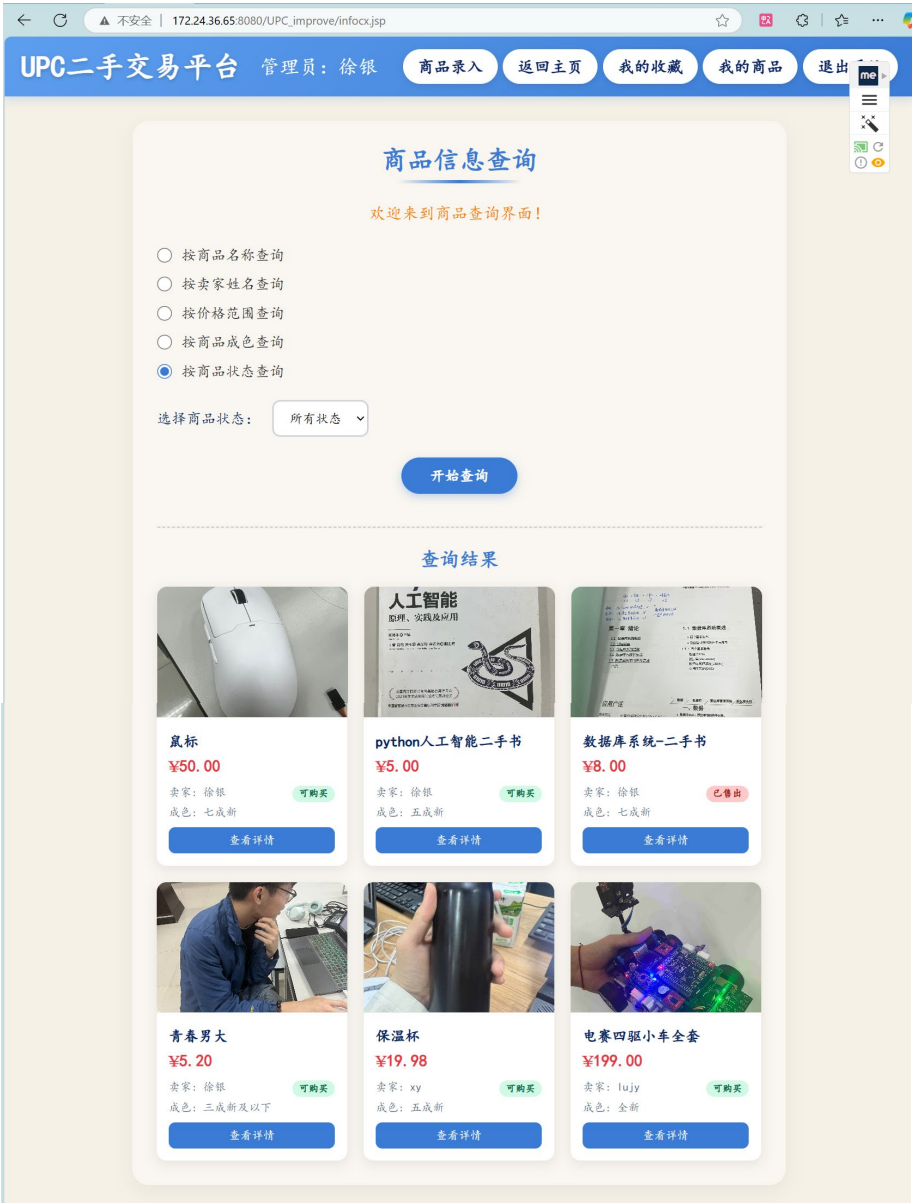 不安全 | 172.24.36.65:8080/UPC_improve/infocx.jsp
UPC二手交易平台 管理员: 徐银 商品录入 返回主页 我的收藏 我的商品 退出
me
商品信息查询
欢迎来到商品查询界面!
按商品名称查询
按卖家姓名查询
按价格范围查询
按商品成色查询
按商品状态查询
选择商品状态: 所有状态
开始查询
查询结果
人工智能
原理、实践及应用
第一章 绪论
鼠标
¥50.00
卖家: 徐银 可购买
成色: 七成新
查看详情
python人工智能二手书
¥5.00
卖家: 徐银 可购买
成色: 五成新
查看详情
数据库系统-二手书
¥8.00
卖家: 徐银 已售出
成色: 七成新
查看详情
青春男大
¥5.20
卖家: 徐银 可购买
成色: 三成新及以下
查看详情
保温杯
¥19.98
卖家: xy 可购买
成色: 五成新
查看详情
电赛四驱小车全套
¥199.00
卖家: lujy 可购买
成色: 全新
查看详情